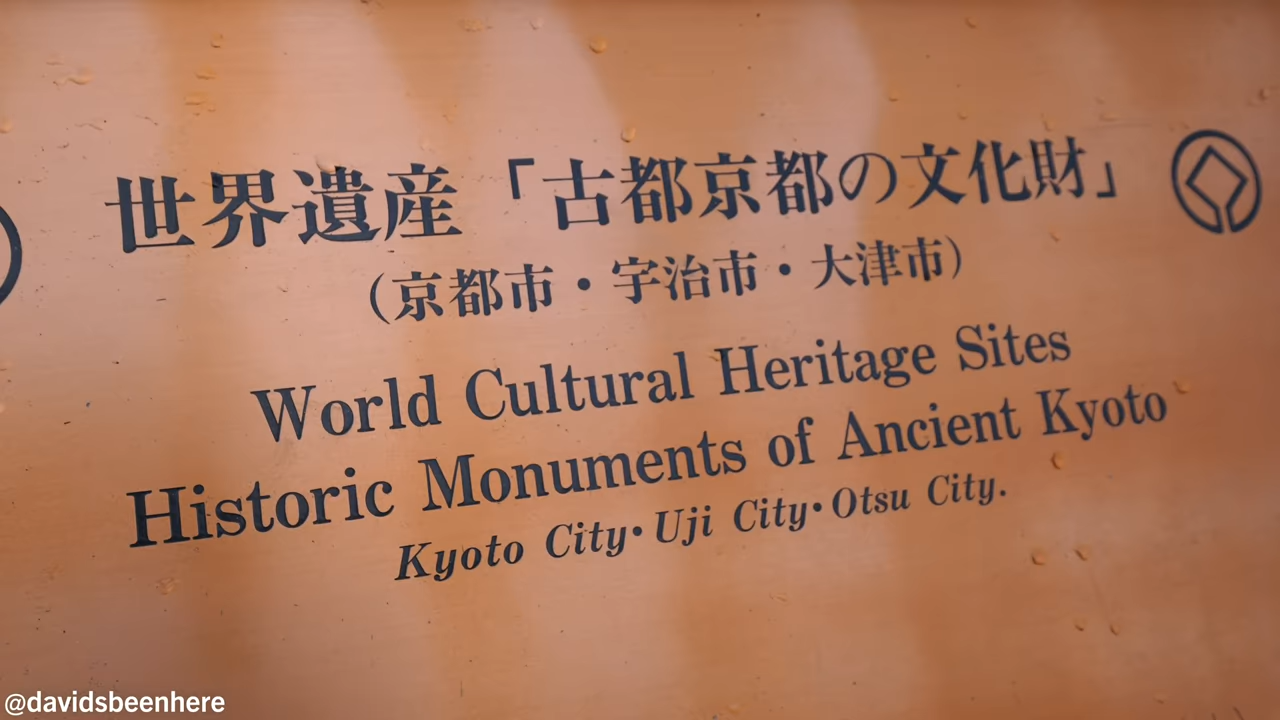 世界遺産「古都京都の文化財」
（京都市・宇治市・大津市）
World Cultural Heritage Sites
Historic Monuments of Ancient Kyoto
Kyoto City・Uji City・Otsu City.
@davidsbeenhere